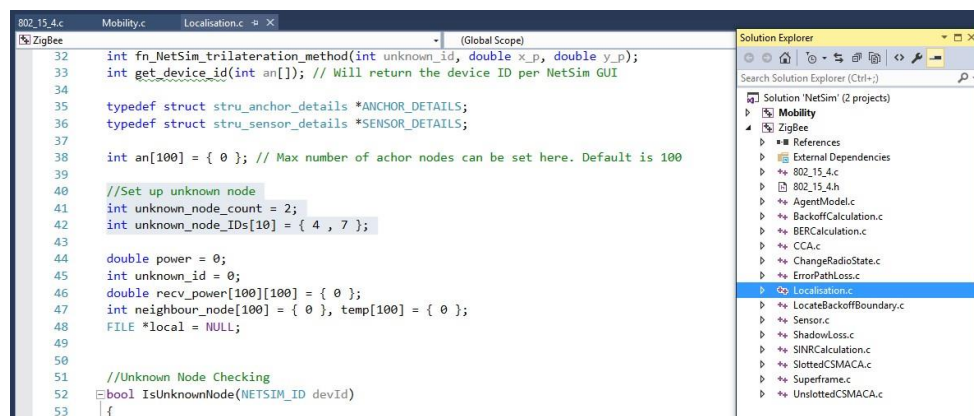 802_15_4.c Mobility.c Localisation.c
ZigBee (Global Scope)
32 int fn_NetSim_trilateration_method(int unknown_id, double x_p, double y_p);
33 int get_device_id(int an[]); // Will return the device ID per NetSim GUI
34
35 typedef struct stru_anchor_details *ANCHOR_DETAILS;
36 typedef struct stru_sensor_details *SENSOR_DETAILS;
37
38 int an[100] = { 0 }; // Max number of achor nodes can be set here. Default is 100
39
40 //Set up unknown node
41 int unknown_node_count = 2;
42 int unknown_node_IDs[10] = { 4 , 7 };
43
44 double power = 0;
45 int unknown_id = 0;
46 double recv_power[100][100] = { 0 };
47 int neighbour_node[100] = { 0 }, temp[100] = { 0 };
48 FILE *local = NULL;
49
50
51 //Unknown Node Checking
52 bool IsUnknownNode(NETSIM_ID devId)
53 {
Solution Explorer
Search Solution Explorer (Ctrl+;)
Solution 'NetSim' (2 projects)
Mobility
ZigBee
References
External Dependencies
802_15_4.c
802_15_4.h
AgentModel.c
BackoffCalculation.c
BERCalculation.c
CCA.c
ChangeRadioState.c
ErrorPathLoss.c
Localisation.c
LocateBackoffBoundary.c
Sensor.c
ShadowLoss.c
SINRCalculation.c
SlottedCSMACA.c
Superframe.c
UnslottedCSMACA.c